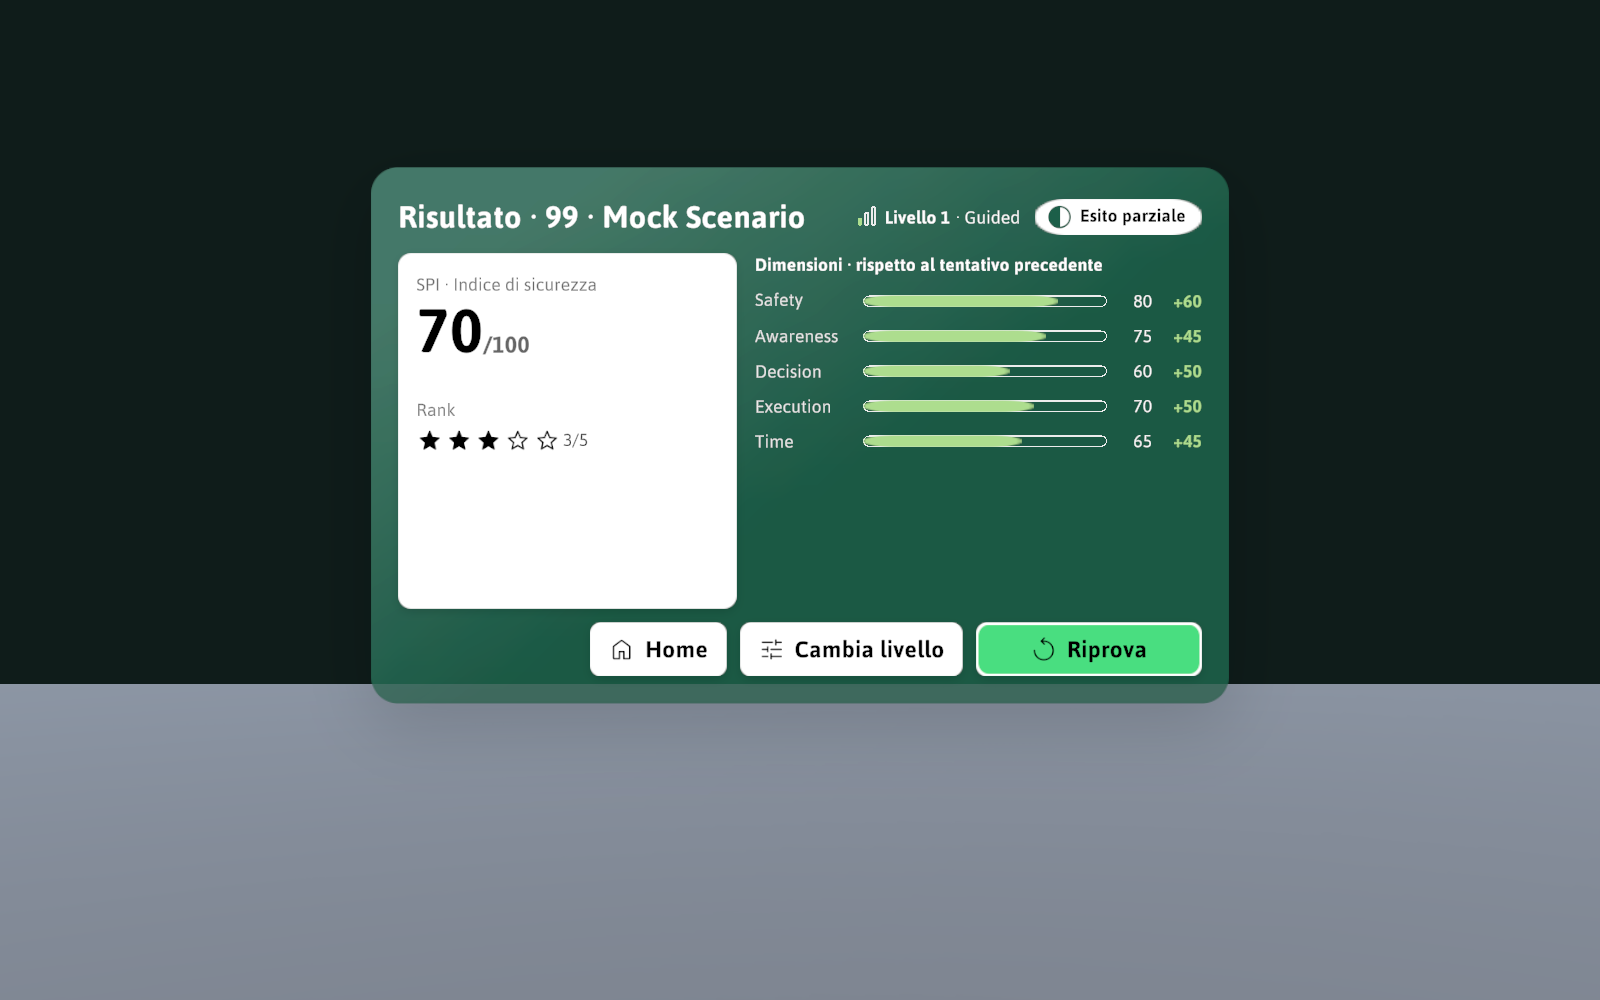 Risultato · 99 · Mock Scenario
Livello 1 · Guided
Esito parziale
SPI · Indice di sicurezza
70/100
Rank
3/5
Dimensioni · rispetto al tentativo precedente
Safety 80 +60
Awareness 75 +45
Decision 60 +50
Execution 70 +50
Time 65 +45
Home
Cambia livello
Riprova